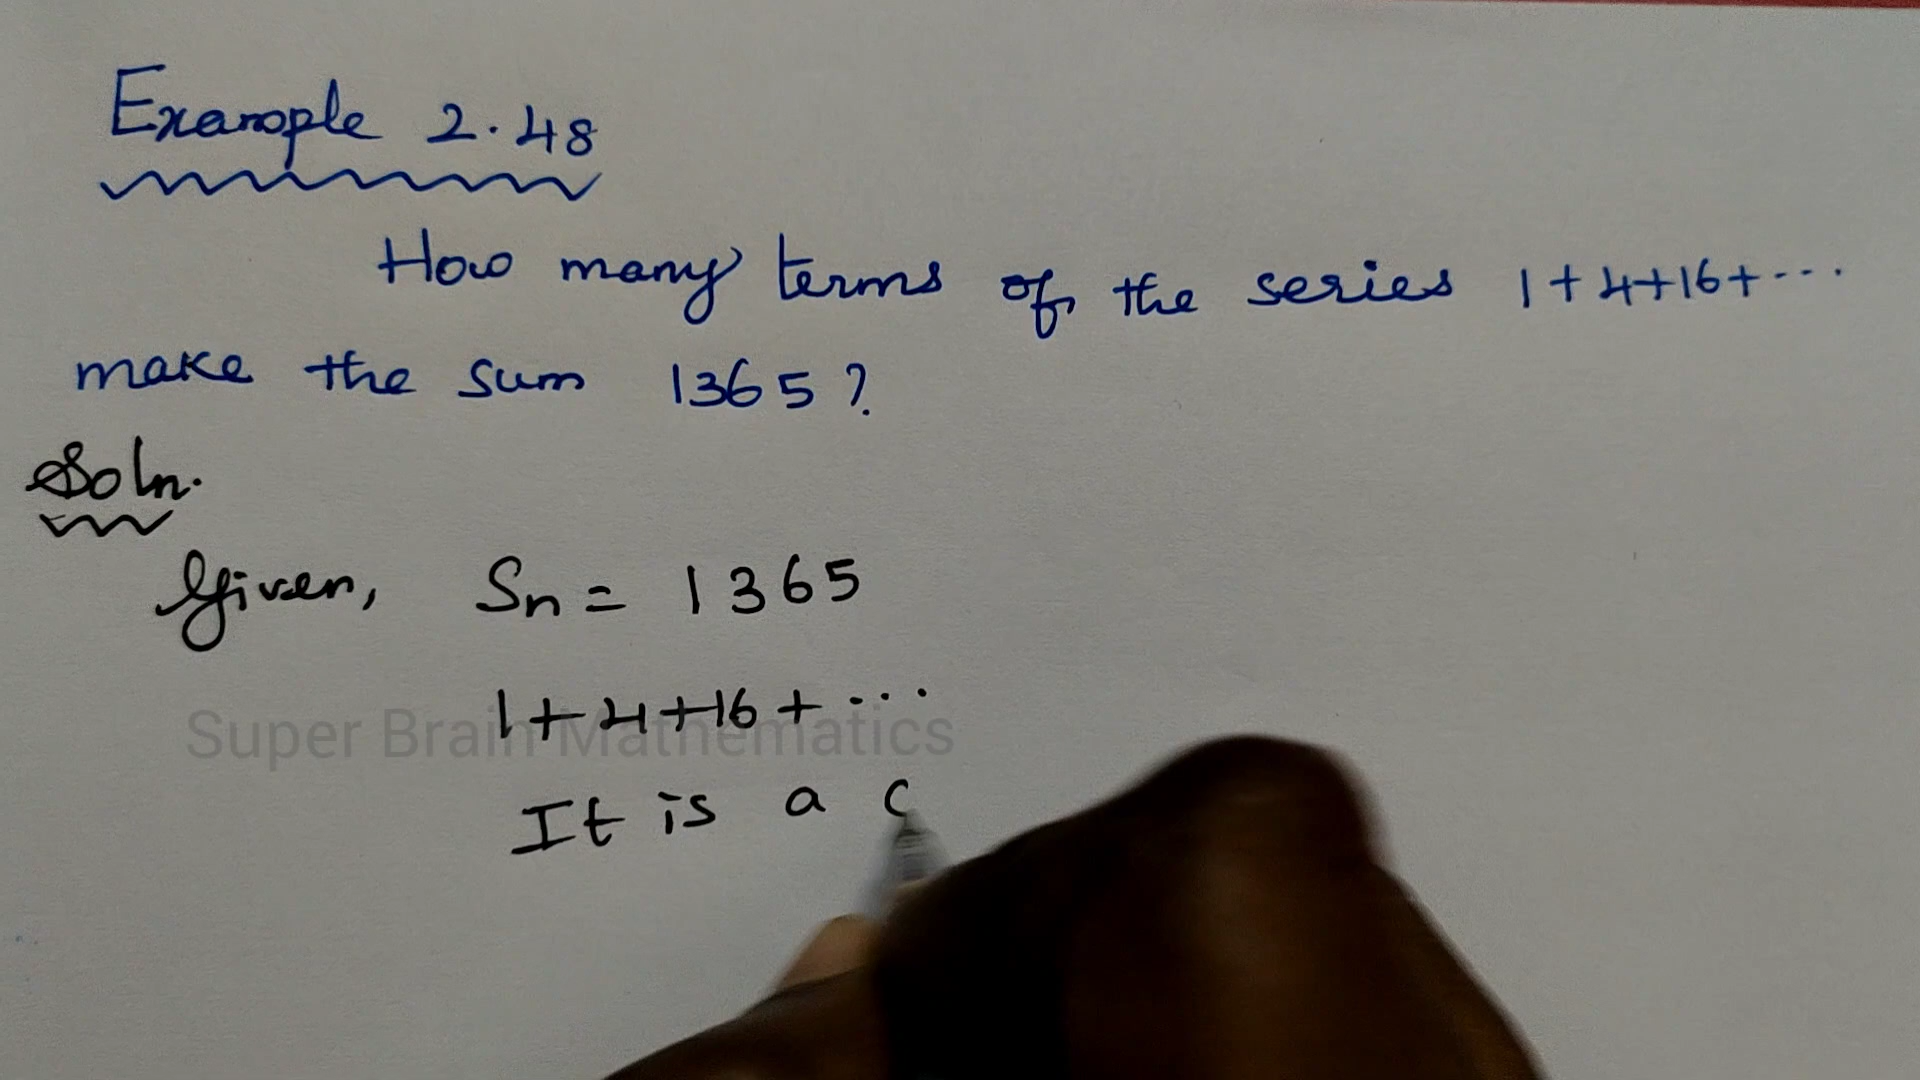 Example 2.48
How many terms of the series 1+4+16+...
make the sum 1365?
Soln.
Given, Sn = 1365
1+4+16+...
Super Brain Mathematics
It is a